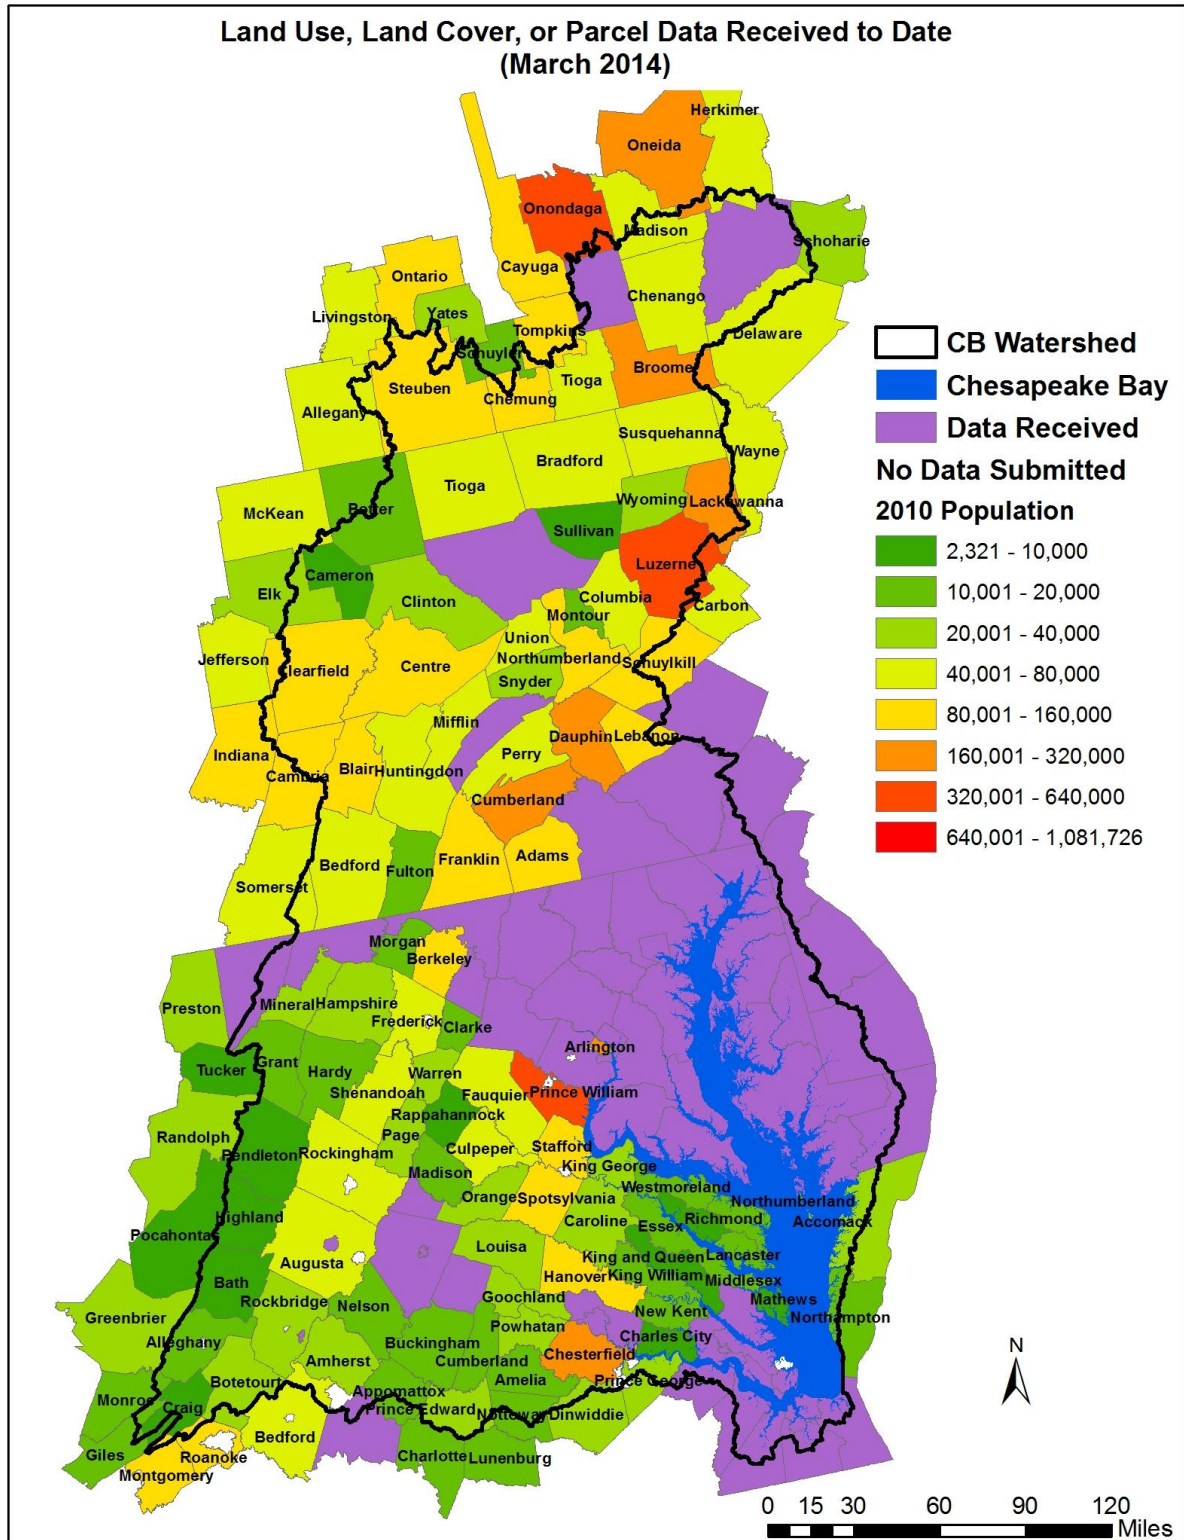 Land Use, Land Cover, or Parcel Data Received to Date
(March 2014)
Herkimer
Oneida
Onondaga
Madison
Schoharie
Cayuga
Ontario
Chenango
Livingston
Yates
Tompkins
Delaware
Schuyler
Steuben
Broome
Tioga
Chemung
Allegany
Susquehanna
Wayne
Bradford
Tioga
Wyoming
Lackawanna
McKean
Potter
Sullivan
Luzerne
Cameron
Elk
Clinton
Columbia
Carbon
Montour
Union
Jefferson
Clearfield
Centre
Northumberland
Schuylkill
Snyder
Mifflin
Dauphin
Lebanon
Indiana
Perry
Cambria
Blair
Huntingdon
Cumberland
Bedford
Fulton
Franklin
Adams
Somerset
Morgan
Berkeley
Preston
Mineral
Hampshire
Frederick
Clarke
Arlington
Tucker
Grant
Hardy
Warren
Shenandoah
Fauquier
Prince William
Rappahannock
Randolph
Page
Pendleton
Rockingham
Culpeper
Stafford
Madison
King George
Orange
Spotsylvania
Westmoreland
Northumberland
Highland
Caroline
Essex
Richmond
Accomack
Pocahontas
Louisa
King and Queen
Lancaster
Augusta
Bath
Hanover
King William
Middlesex
Rockbridge
Nelson
Goochland
Mathews
Greenbrier
New Kent
Northampton
Powhatan
Alleghany
Buckingham
Charles City
Cumberland
Chesterfield
Amherst
Amelia
Botetourt
Appomattox
Prince George
Monroe
Craig
Prince Edward
Nottoway
Dinwiddie
Bedford
Giles
Roanoke
Charlotte
Lunenburg
Montgomery
CB Watershed
Chesapeake Bay
Data Received
No Data Submitted
2010 Population
2,321 - 10,000
10,001 - 20,000
20,001 - 40,000
40,001 - 80,000
80,001 - 160,000
160,001 - 320,000
320,001 - 640,000
640,001 - 1,081,726
N
0 15 30 60 90 120
Miles